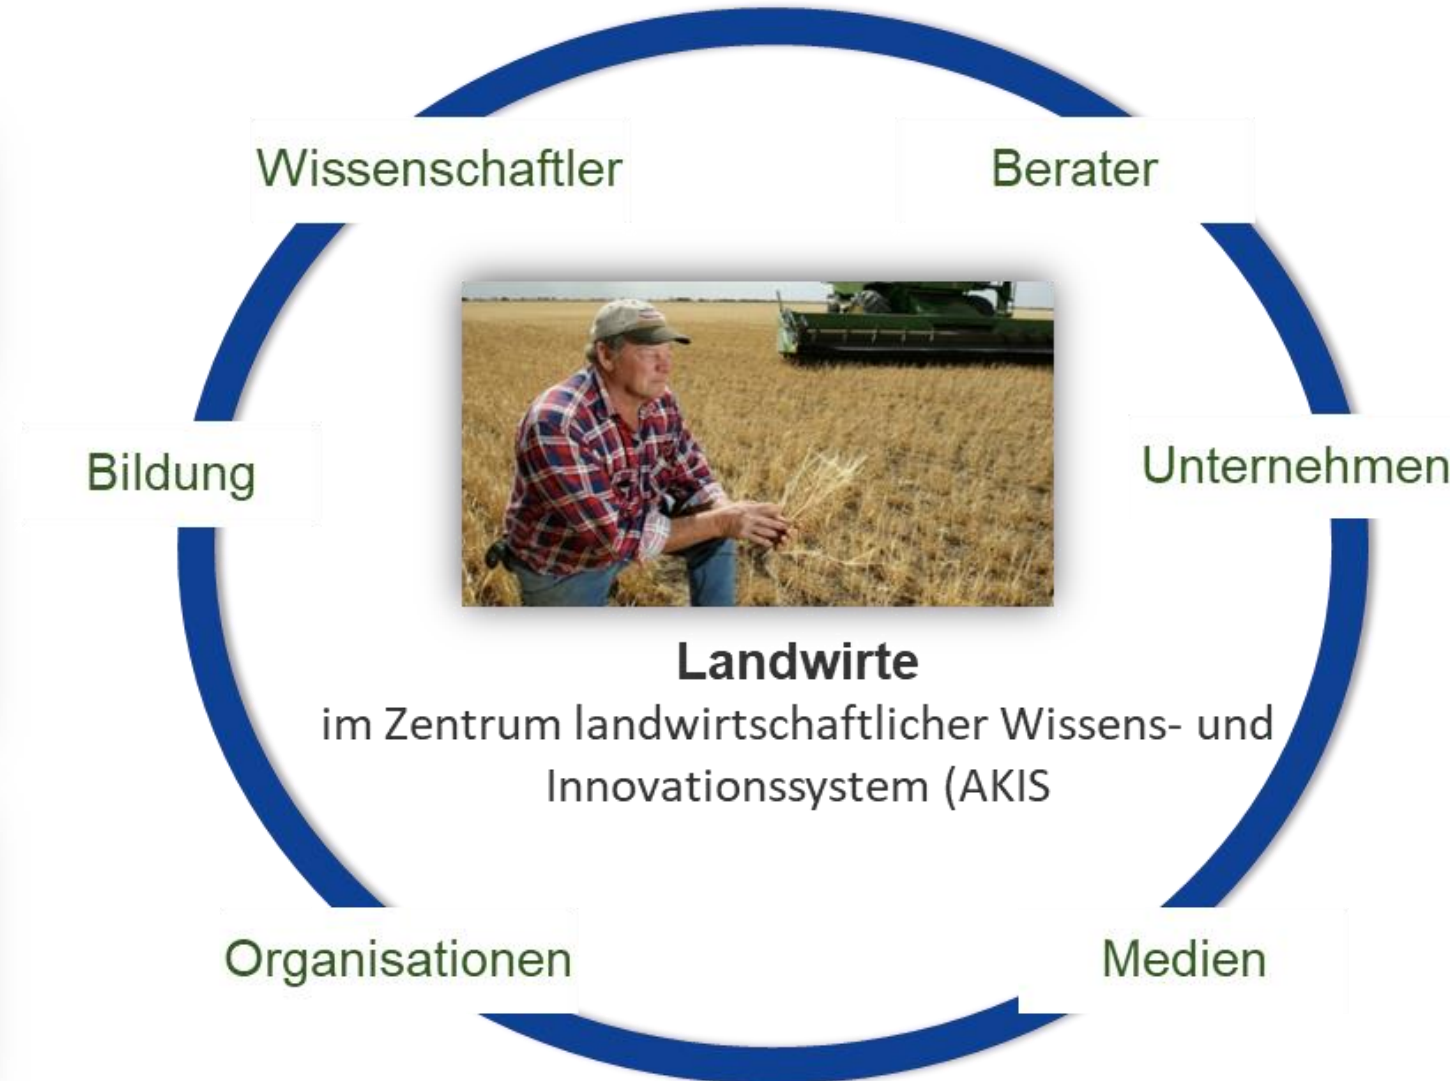 Wissenschaftler
Berater
Bildung
Unternehmen
Landwirte
im Zentrum landwirtschaftlicher Wissens- und
Innovationssystem (AKIS
Organisationen
Medien